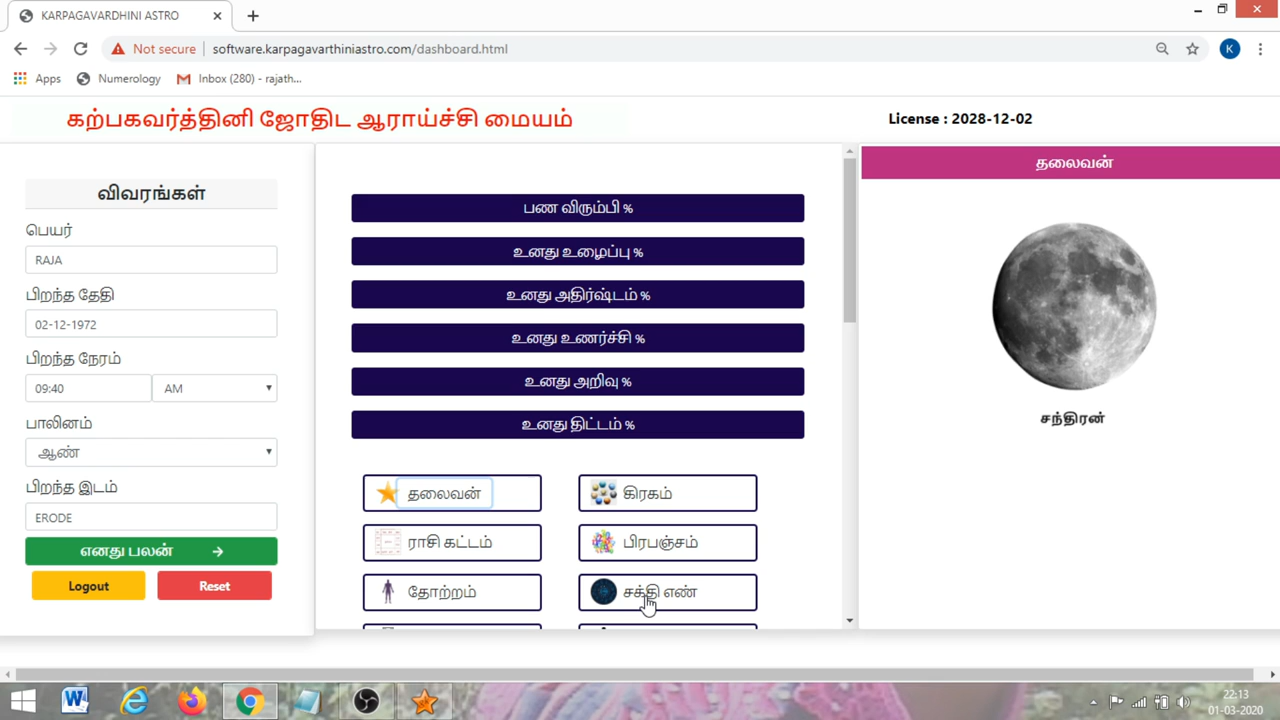 KARPAGAVARDHINI ASTRO
Not secure
software.karpagavarthiniastro.com/dashboard.html
K
Apps
Numerology
Inbox (280) - rajath...
கற்பகவர்த்தினி ஜோதிட ஆராய்ச்சி மையம்
License : 2028-12-02
விவரங்கள்
பெயர்
RAJA
பிறந்த தேதி
02-12-1972
பிறந்த நேரம்
09:40
AM
பாலினம்
ஆண்
பிறந்த இடம்
ERODE
எனது பலன்
Logout
Reset
பண விரும்பி %
உனது உழைப்பு %
உனது அதிர்ஷ்டம் %
உனது உணர்ச்சி %
உனது அறிவு %
உனது திட்டம் %
தலைவன்
கிரகம்
ராசி கட்டம்
பிரபஞ்சம்
தோற்றம்
சக்தி எண்
தலைவன்
சந்திரன்
22:13
01-03-2020